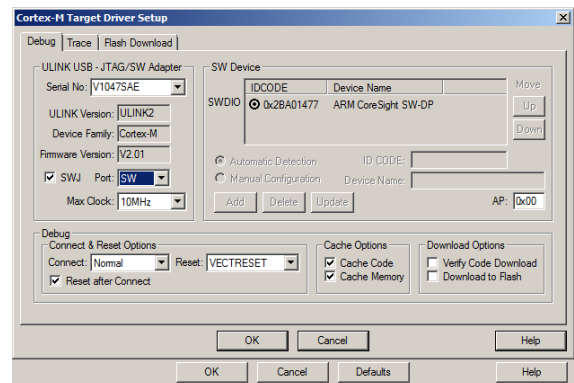 Cortex-M Target Driver Setup
Debug Trace Flash Download
ULINK USB - JTAG/SW Adapter
Serial No: V1047SAE
ULINK Version: ULINK2
Device Family: Cortex-M
Firmware Version: V2.01
SWJ Port: SW
Max Clock: 10MHz
SW Device
IDCODE Device Name Move
SWDIO 0x2BA01477 ARM CoreSight SW-DP Up
Down
Automatic Detection ID CODE:
Manual Configuration Device Name:
Add Delete Update AP: 0x00
Debug
Connect & Reset Options
Connect: Normal Reset: VECTRESET
Reset after Connect
Cache Options
Cache Code
Cache Memory
Download Options
Verify Code Download
Download to Flash
OK Cancel Help
OK Cancel Defaults Help